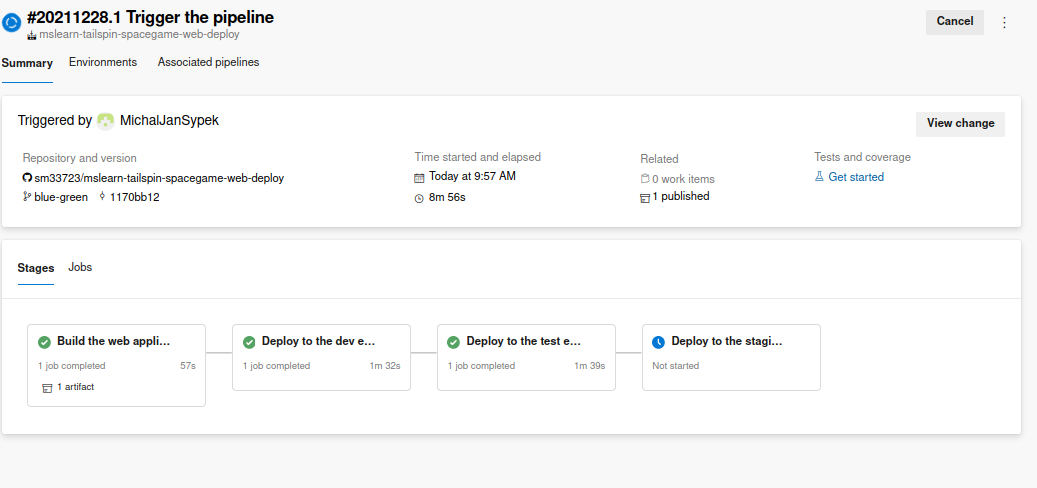 #20211228.1 Trigger the pipeline
Cancel
mslearn-tailspin-spacegame-web-deploy
Summary Environments Associated pipelines
Triggered by MichalJanSypek
View change
Repository and version
sm33723/mslearn-tailspin-spacegame-web-deploy
blue-green 1170bb12
Time started and elapsed
Today at 9:57 AM
8m 56s
Related
0 work items
1 published
Tests and coverage
Get started
Stages Jobs
Build the web appli...
1 job completed 57s
1 artifact
Deploy to the dev e...
1 job completed 1m 32s
Deploy to the test e...
1 job completed 1m 39s
Deploy to the stagi...
Not started